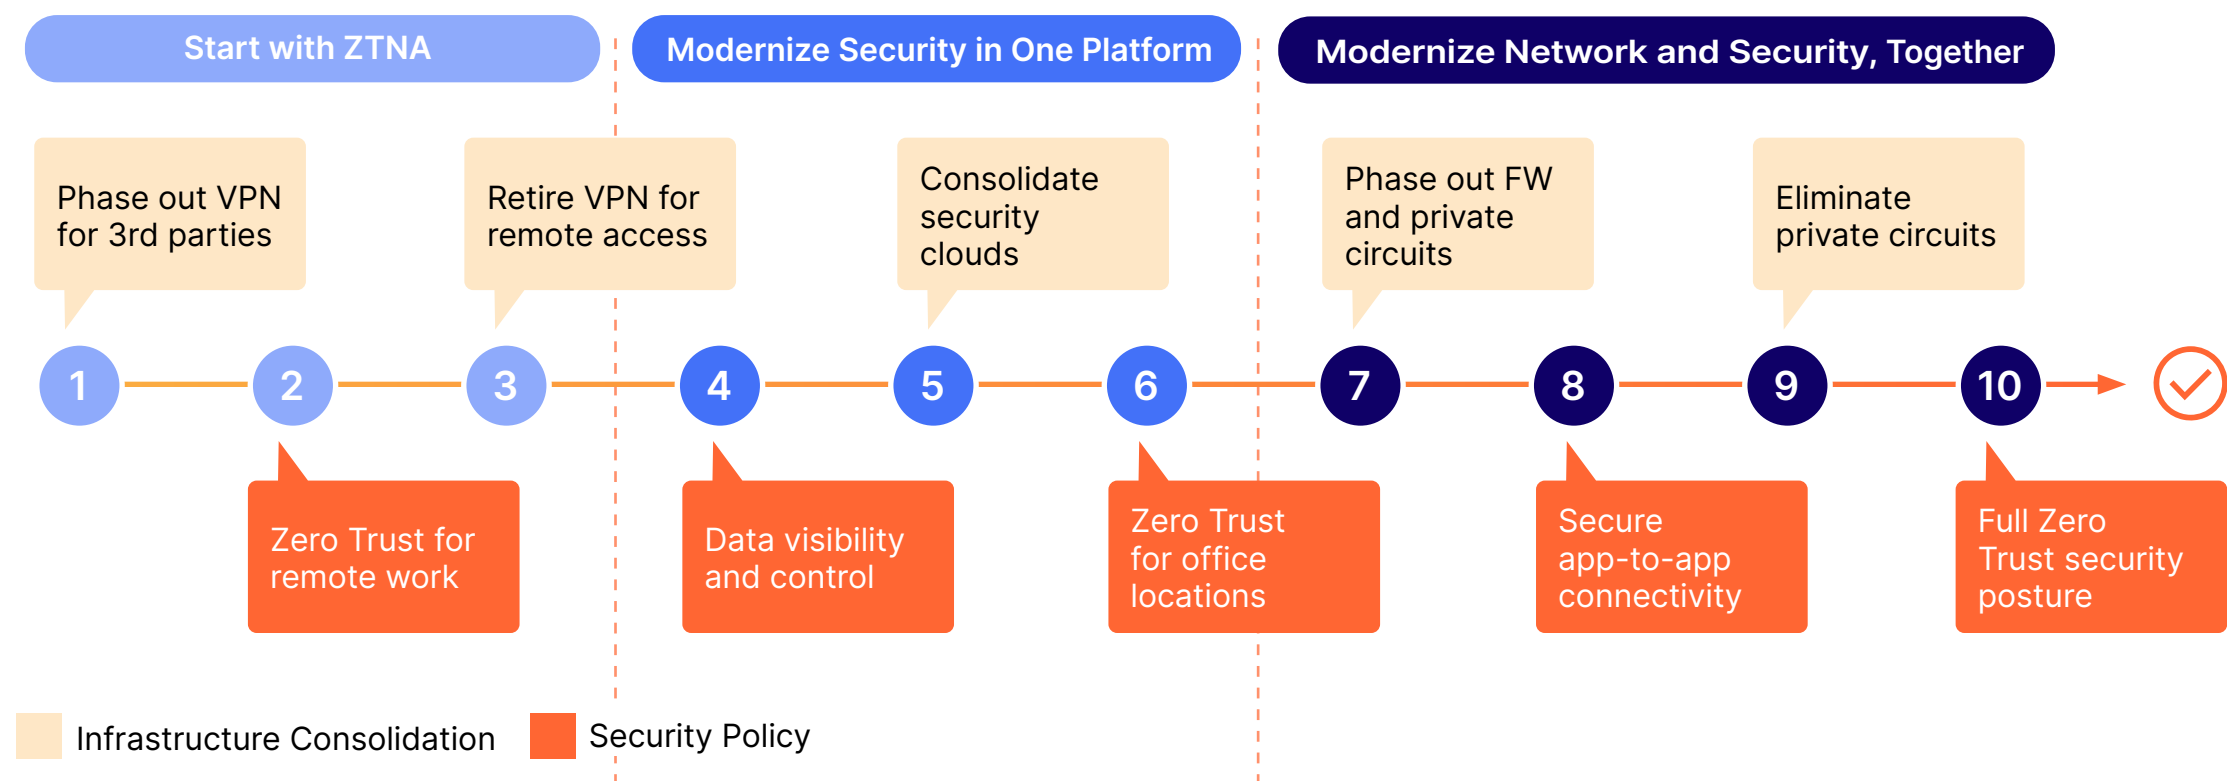 Start with ZTNA
Modernize Security in One Platform
Modernize Network and Security, Together
Phase out VPN
for 3rd parties
Retire VPN for
remote access
Consolidate
security
clouds
Phase out FW
and private
circuits
Eliminate
private circuits
1
2
3
4
5
6
7
8
9
10
Zero Trust for
remote work
Data visibility
and control
Zero Trust
for office
locations
Secure
app-to-app
connectivity
Full Zero
Trust security
posture
Infrastructure Consolidation
Security Policy